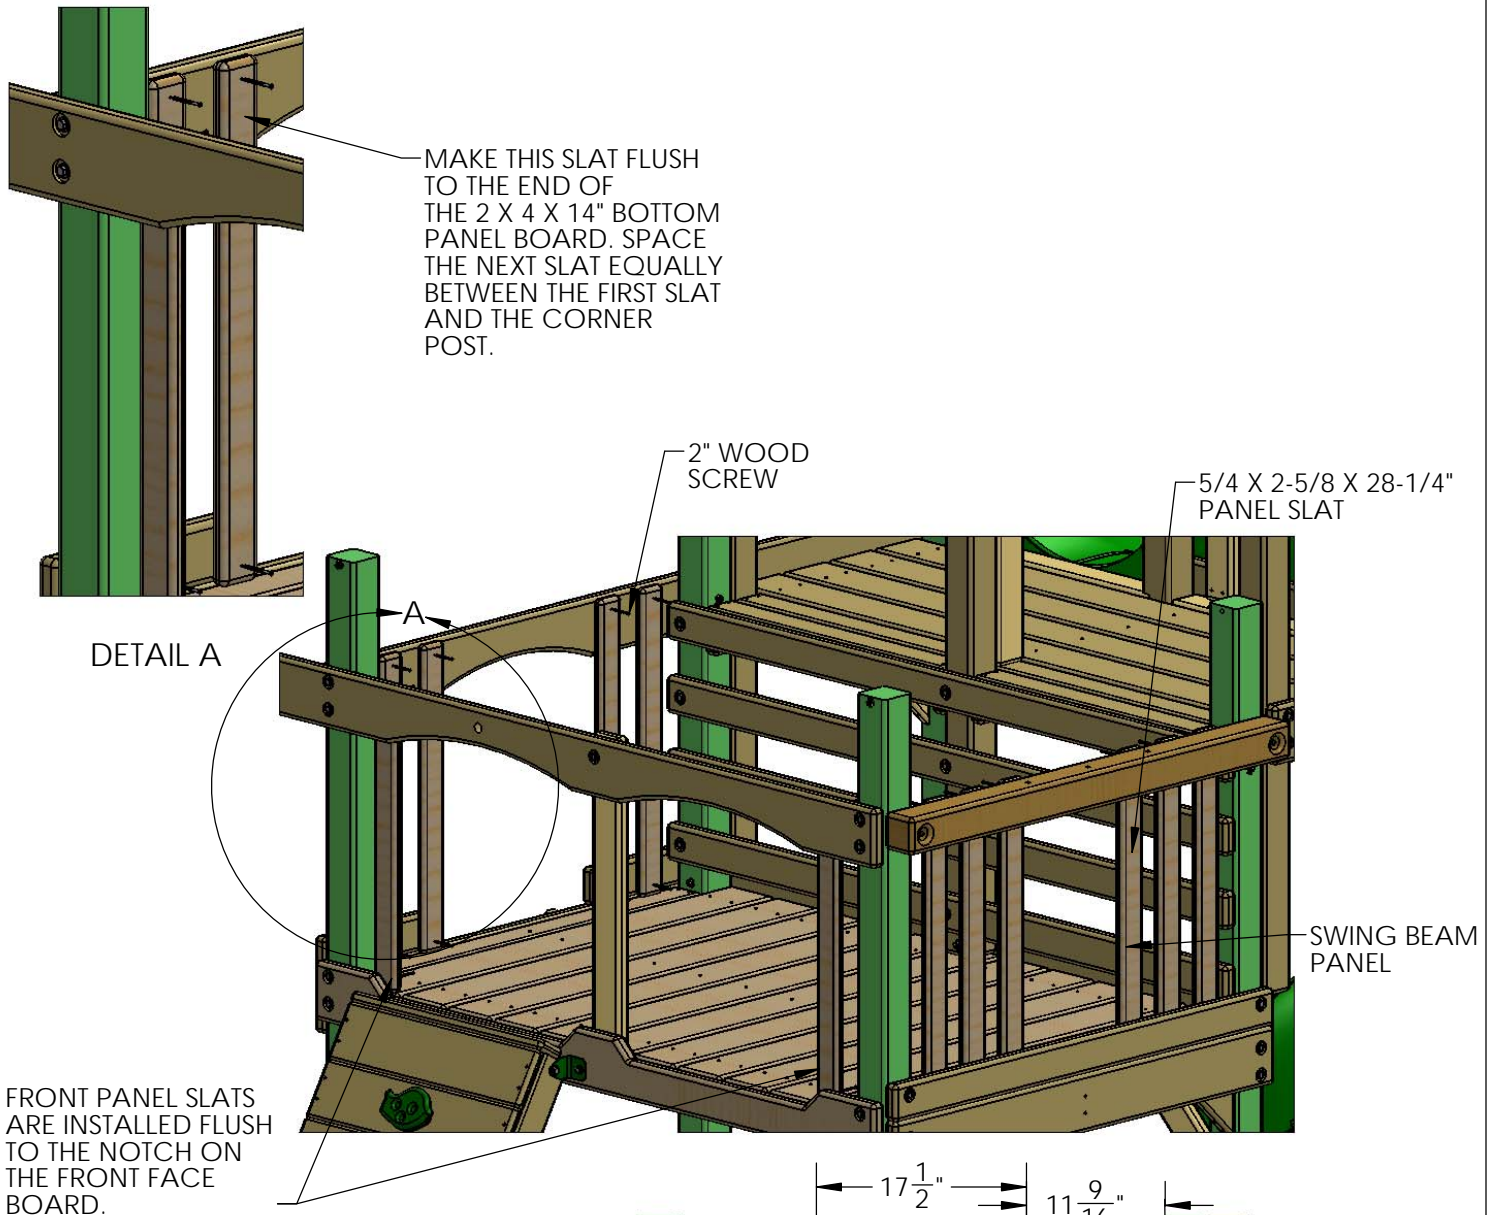 MAKE THIS SLAT FLUSH
TO THE END OF
THE 2 X 4 X 14" BOTTOM
PANEL BOARD. SPACE
THE NEXT SLAT EQUALLY
BETWEEN THE FIRST SLAT
AND THE CORNER
POST.
2" WOOD
SCREW
5/4 X 2-5/8 X 28-1/4"
PANEL SLAT
A
DETAIL A
SWING BEAM
PANEL
FRONT PANEL SLATS
ARE INSTALLED FLUSH
TO THE NOTCH ON
THE FRONT FACE
BOARD.
17 1/2"
11 9/"